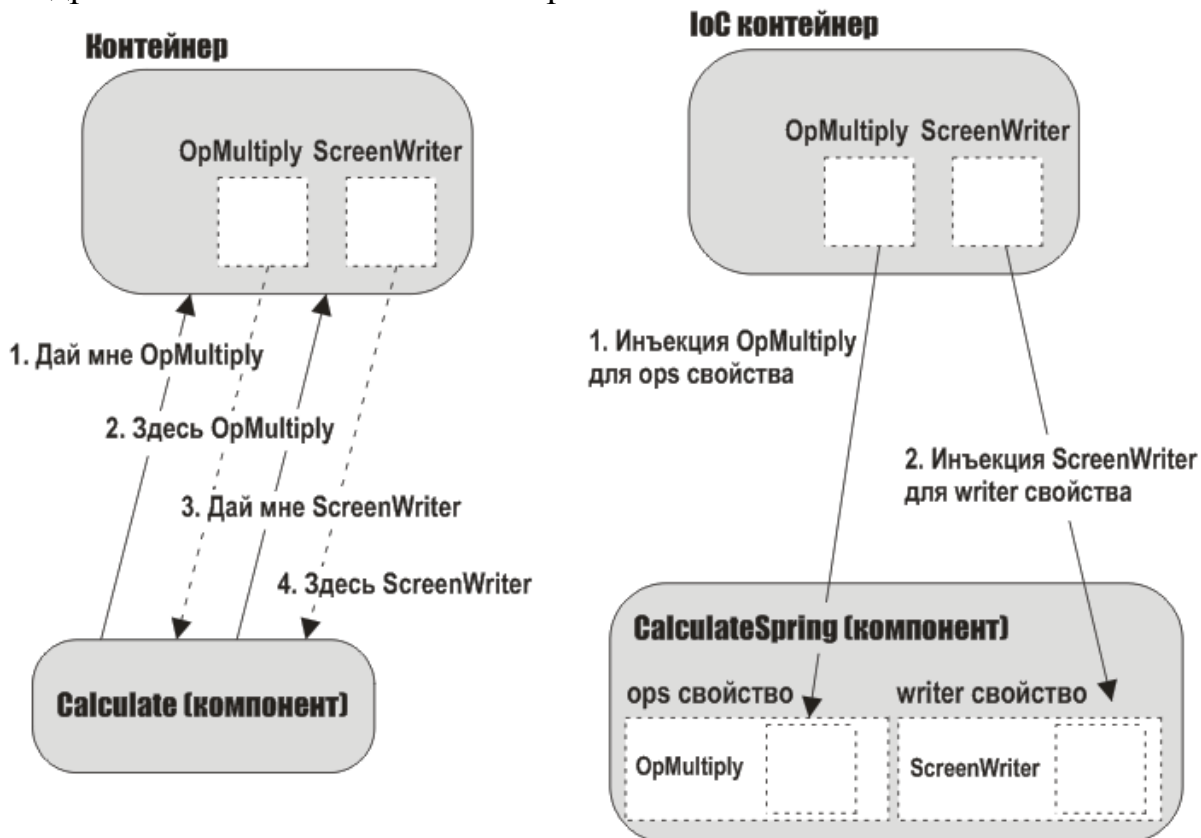 Контейнер
OpMultiply ScreenWriter
1. Дай мне OpMultiply
2. Здесь OpMultiply
3. Дай мне ScreenWriter
4. Здесь ScreenWriter
Calculate (компонент)
IoC контейнер
OpMultiply ScreenWriter
1. Инъекция OpMultiply
для ops свойства
2. Инъекция ScreenWriter
для writer свойства
CalculateSpring (компонент)
ops свойство writer свойство
OpMultiply ScreenWriter